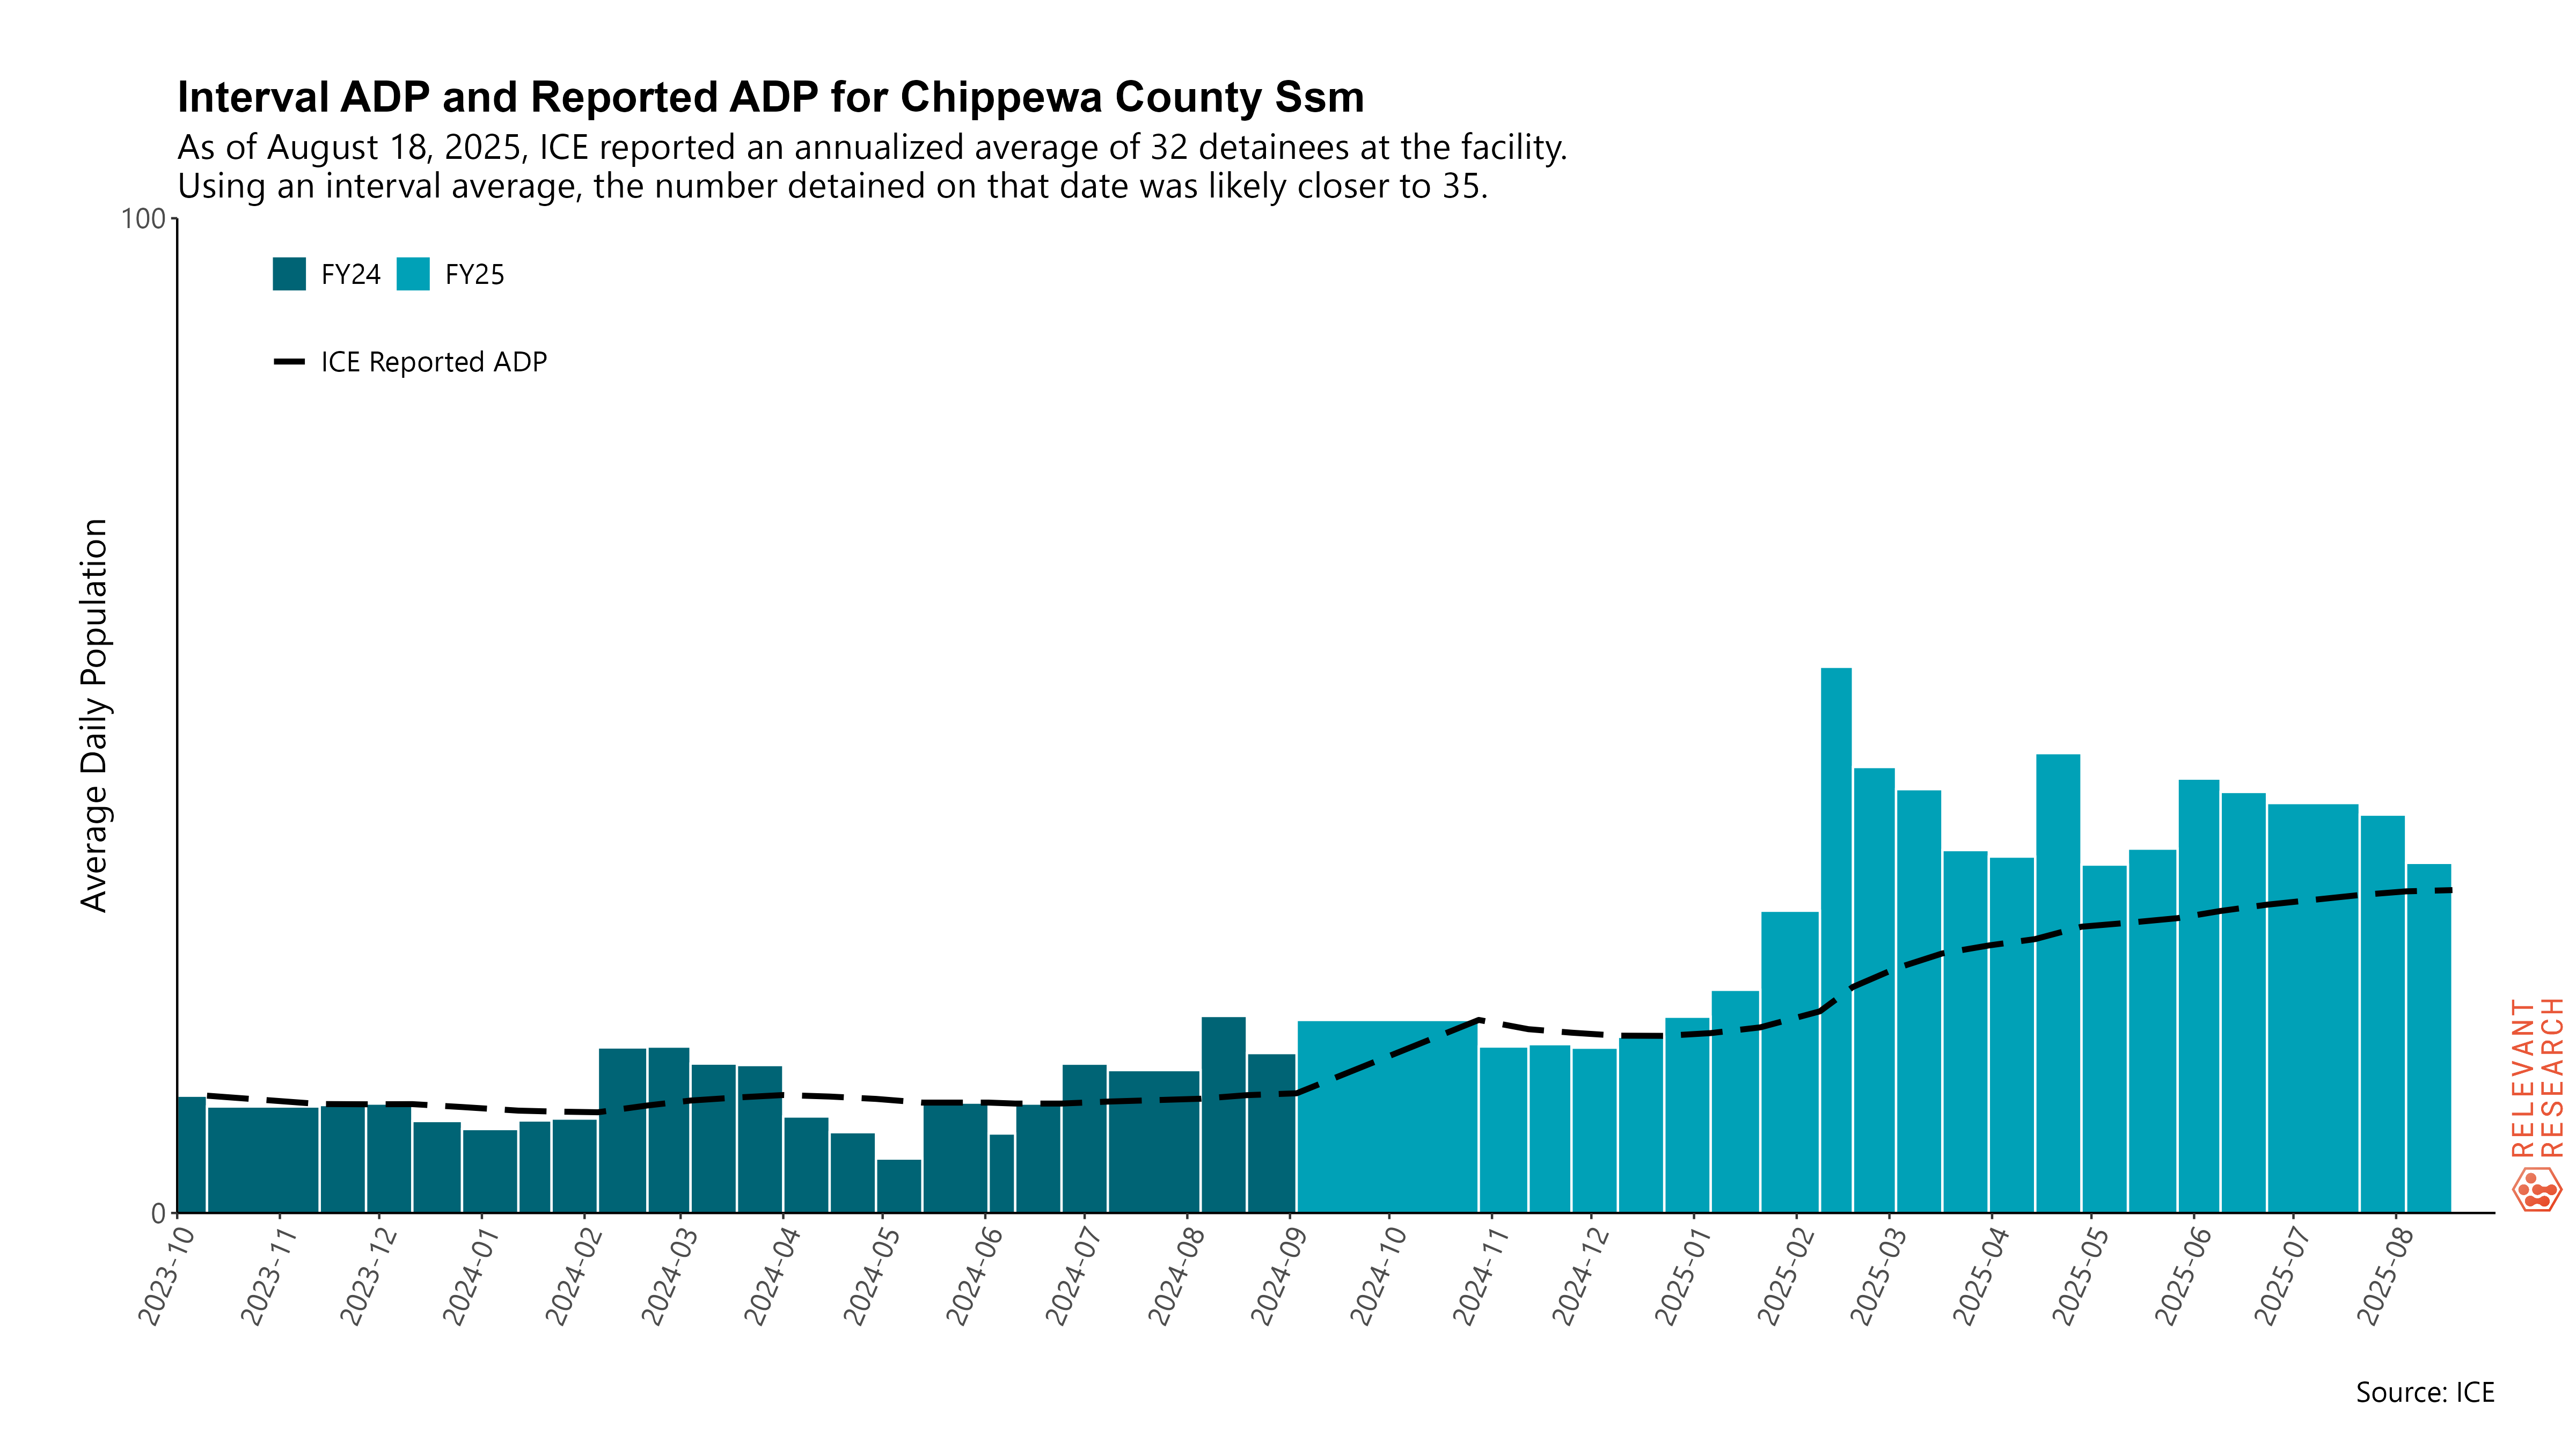 Interval ADP and Reported ADP for Chippewa County Ssm
As of August 18, 2025, ICE reported an annualized average of 32 detainees at the facility.
Using an interval average, the number detained on that date was likely closer to 35.
100
FY24 FY25
ICE Reported ADP
Average Daily Population
0
2023-10
2023-11
2023-12
2024-01
2024-02
2024-03
2024-04
2024-05
2024-06
2024-07
2024-08
2024-09
2024-10
2024-11
2024-12
2025-01
2025-02
2025-03
2025-04
2025-05
2025-06
2025-07
2025-08
RELEVANT
RESEARCH
Source: ICE